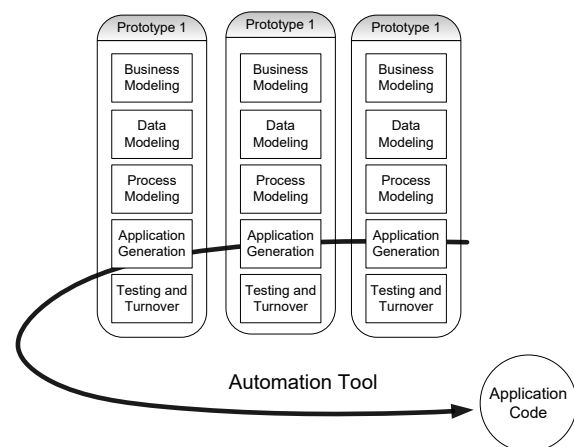 Prototype 1
Business
Modeling
Data
Modeling
Process
Modeling
Application
Generation
Testing and
Turnover
Prototype 1
Business
Modeling
Data
Modeling
Process
Modeling
Application
Generation
Testing and
Turnover
Prototype 1
Business
Modeling
Data
Modeling
Process
Modeling
Application
Generation
Testing and
Turnover
Automation Tool
Application
Code